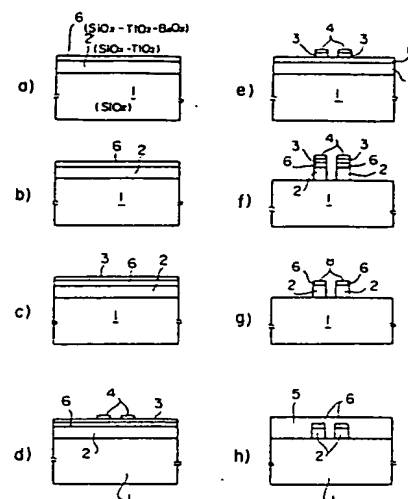 6 (SiO₂ - TiO₂ -
2 (SiO₂ - TiO₂)
a)
(SiO₂)
1
6 2
b)
1
3 6 2
c)
1
4
6 3
d)
2
1
4
3 3
e)
1
4
3 3
6 6
f)
2 2
1
6 6
g)
2 2
1
5 6
h)
2
1